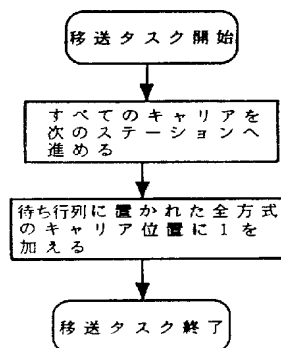 移送タスク開始
すべてのキャリアを
次のステーションへ
進める
待ち行列に置かれた全方式
のキャリア位置に1を
加える
移送タスク終了